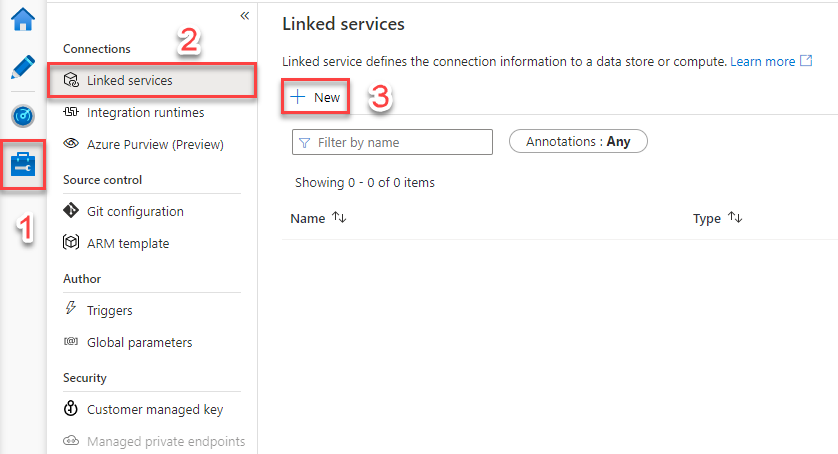 «
Connections
2
Linked services
Integration runtimes
Azure Purview (Preview)
1
Source control
Git configuration
ARM template
Author
Triggers
Global parameters
Security
Customer managed key
Managed private endpoints
Linked services
Linked service defines the connection information to a data store or compute. Learn more
+ New
3
Filter by name
Annotations : Any
Showing 0 - 0 of 0 items
Name ↑↓ Type ↑↓